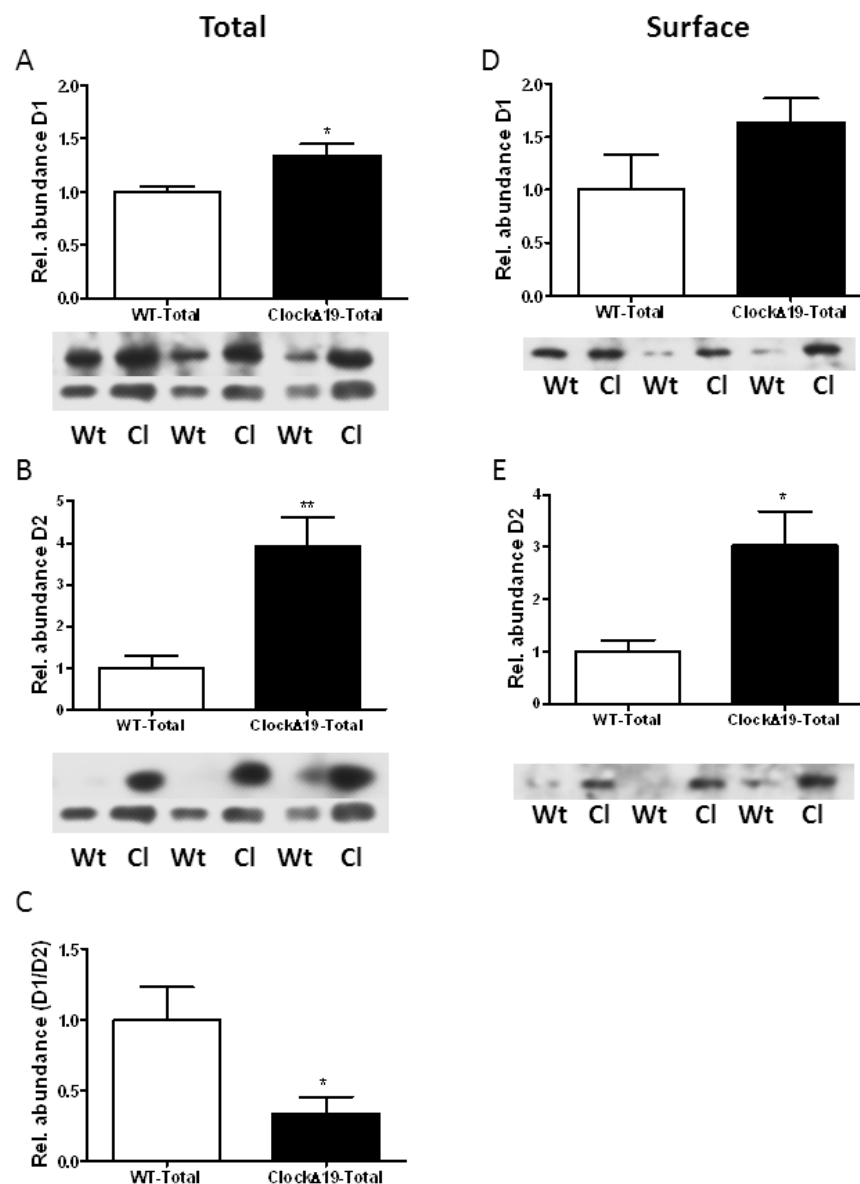 Total
A
Rel. abundance D1
2.0
1.5
1.0
0.5
0.0
*
WT-Total
ClockΔ19-Total
Wt Cl Wt Cl Wt Cl
B
Rel. abundance D2
5
4
3
2
1
0
**
WT-Total
ClockΔ19-Total
Wt Cl Wt Cl Wt Cl
C
Rel. abundance (D1/D2)
1.5
1.0
0.5
0.0
*
WT-Total
ClockΔ19-Total
Surface
D
Rel. abundance D1
2.0
1.5
1.0
0.5
0.0
WT-Total
ClockΔ19-Total
Wt Cl Wt Cl Wt Cl
E
Rel. abundance D2
4
3
2
1
0
*
WT-Total
ClockΔ19-Total
Wt Cl Wt Cl Wt Cl